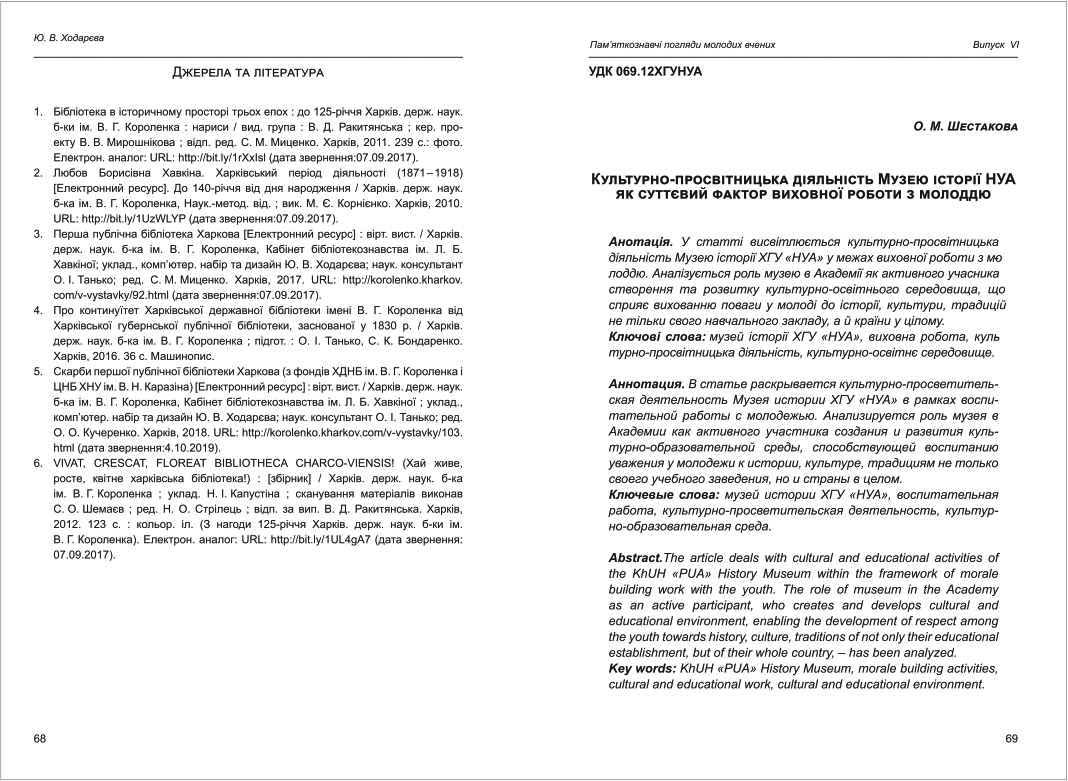 Ю. В. Ходарєва
Джерела та література
1. Бібліотека в історичному просторі трьох епох : до 125-річчя Харків. держ. наук.
б-ки ім. В. Г. Короленка : нариси / вид. група : В. Д. Ракитянська ; кер. про-
екту В. В. Мирошнікова ; відп. ред. С. М. Миценко. Харків, 2011. 239 с.: фото.
Електрон. аналог: URL: http://bit.ly/1rXxIsl (дата звернення:07.09.2017).
2. Любов Борисівна Хавкіна. Харківський період діяльності (1871–1918)
[Електронний ресурс]. До 140-річчя від дня народження / Харків. держ. наук.
б-ка ім. В. Г. Короленка, Наук.-метод. від. ; вик. М. Є. Корнієнко. Харків, 2010.
URL: http://bit.ly/1UzWLYP (дата звернення:07.09.2017).
3. Перша публічна бібліотека Харкова [Електронний ресурс] : вірт. вист. / Харків.
держ. наук. б-ка ім. В. Г. Короленка, Кабінет бібліотекознавства ім. Л. Б.
Хавкіної; уклад., комп’ютер. набір та дизайн Ю. В. Ходарєва; наук. консультант
О. І. Танько; ред. С. М. Миценко. Харків, 2017. URL: http://korolenko.kharkov.
com/v-vystavky/92.html (дата звернення:07.09.2017).
4. Про континуїтет Харківської державної бібліотеки імені В. Г. Короленка від
Харківської губернської публічної бібліотеки, заснованої у 1830 р. / Харків.
держ. наук. б-ка ім. В. Г. Короленка ; підгот. : О. І. Танько, С. К. Бондаренко.
Харків, 2016. 36 с. Машинопис.
5. Скарби першої публічної бібліотеки Харкова (з фондів ХДНБ ім. В. Г. Короленка і
ЦНБ ХНУ ім. В. Н. Каразіна) [Електронний ресурс] : вірт. вист. / Харків. держ. наук.
б-ка ім. В. Г. Короленка, Кабінет бібліотекознавства ім. Л. Б. Хавкіної ; уклад.,
комп’ютер. набір та дизайн Ю. В. Ходарєва; наук. консультант О. І. Танько; ред.
О. О. Кучеренко. Харків, 2018. URL: http://korolenko.kharkov.com/v-vystavky/103.
html (дата звернення:4.10.2019).
6. VIVAT, CRESCAT, FLOREAT BIBLIOTHECA CHARCO-VIENSIS! (Хай живе,
росте, квітне харківська бібліотека!) : [збірник] / Харків. держ. наук. б-ка
ім. В. Г. Короленка ; уклад. Н. І. Капустіна ; сканування матеріалів виконав
С. О. Шемаєв ; ред. Н. О. Стрілець ; відп. за вип. В. Д. Ракитянська. Харків,
2012. 123 с. : кольор. іл. (З нагоди 125-річчя Харків. держ. наук. б-ки ім.
В. Г. Короленка). Електрон. аналог: URL: http://bit.ly/1UL4gA7 (дата звернення:
07.09.2017).
68
Пам’яткознавчі погляди молодих вчених Випуск VI
УДК 069.12ХГУНУА
О. М. Шестакова
Культурно-просвітницька діяльність Музею історії НУА
як суттєвий фактор виховної роботи з молоддю
Анотація. У статті висвітлюється культурно-просвітницька
діяльність Музею історії ХГУ «НУА» у межах виховної роботи з мо
лоддю. Аналізується роль музею в Академії як активного учасника
створення та розвитку культурно-освітнього середовища, що
сприяє вихованню поваги у молоді до історії, культури, традицій
не тільки свого навчального закладу, а й країни у цілому.
Ключові слова: музей історії ХГУ «НУА», виховна робота, куль
турно-просвітницька діяльність, культурно-освітнє середовище.
Аннотация. В статье раскрывается культурно-просветитель-
ская деятельность Музея истории ХГУ «НУА» в рамках воспи-
тательной работы с молодежью. Анализируется роль музея в
Академии как активного участника создания и развития куль-
турно-образовательной среды, способствующей воспитанию
уважения у молодежи к истории, культуре, традициям не только
своего учебного заведения, но и страны в целом.
Ключевые слова: музей истории ХГУ «НУА», воспитательная
работа, культурно-просветительская деятельность, культур-
но-образовательная среда.
Abstract.The article deals with cultural and educational activities of
the KhUH «PUA» History Museum within the framework of morale
building work with the youth. The role of museum in the Academy
as an active participant, who creates and develops cultural and
educational environment, enabling the development of respect among
the youth towards history, culture, traditions of not only their educational
establishment, but of their whole country, – has been analyzed.
Key words: KhUH «PUA» History Museum, morale building activities,
cultural and educational work, cultural and educational environment.
69